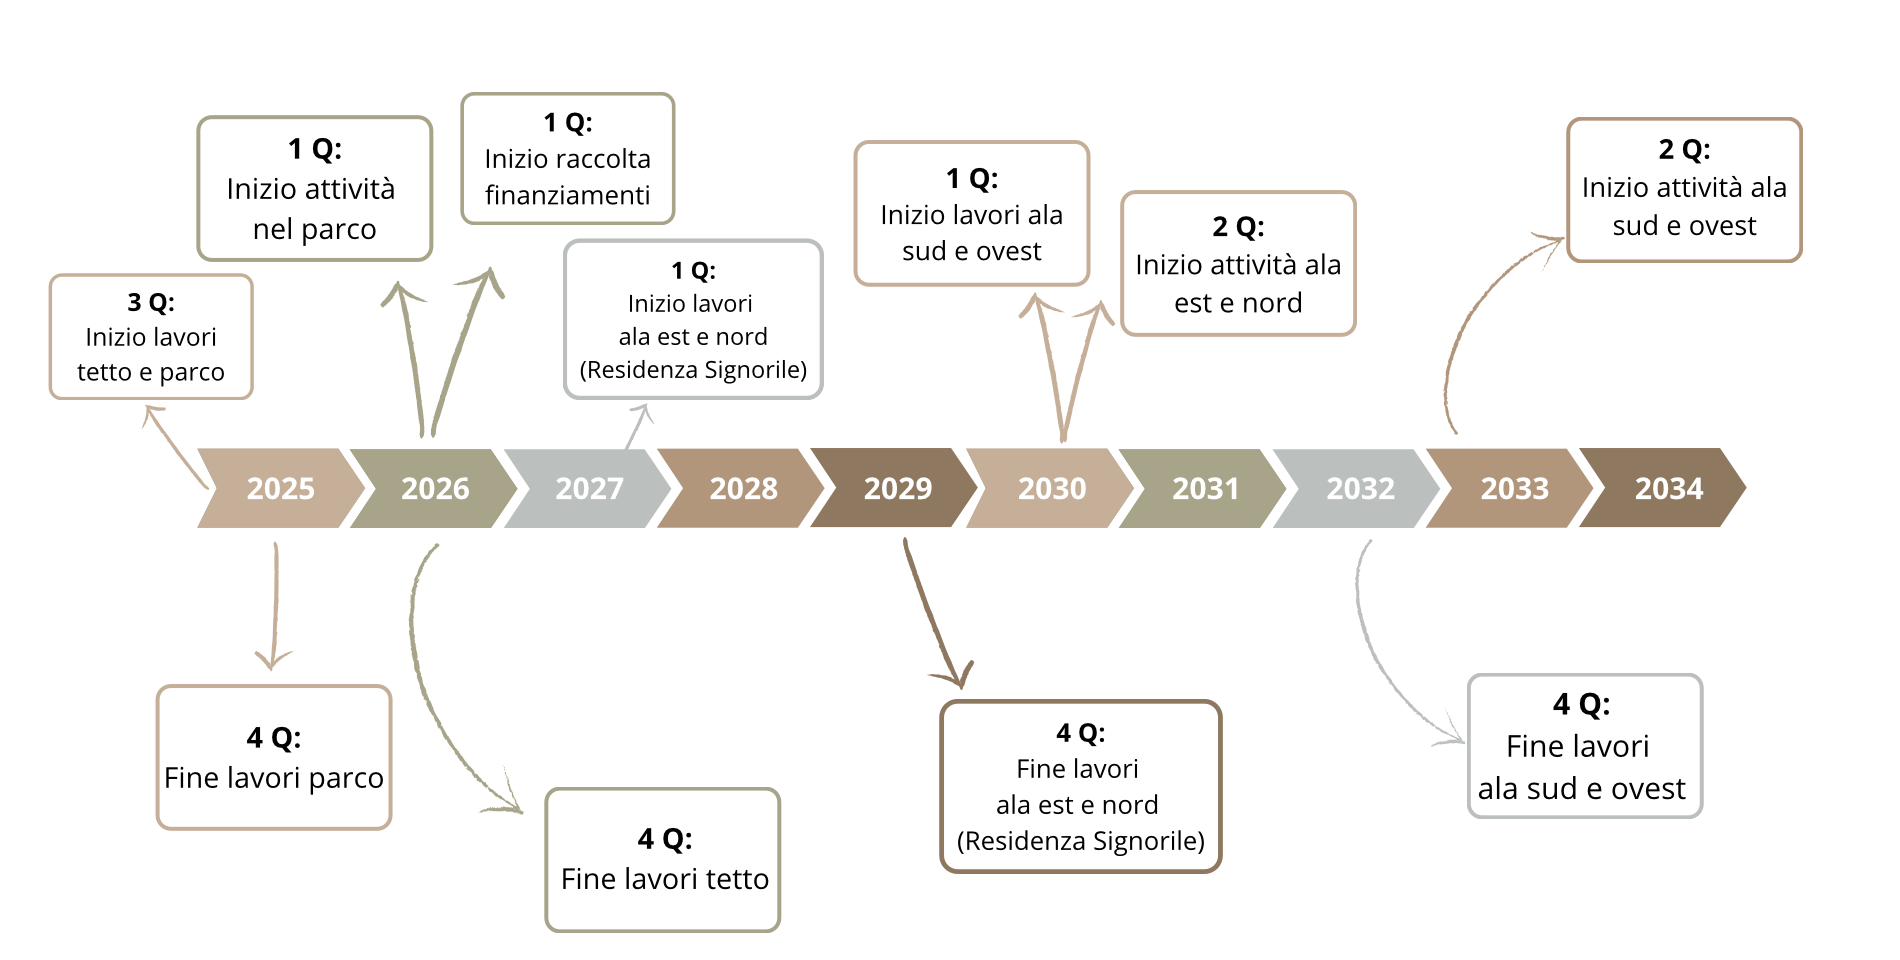 1 Q:
Inizio attività
nel parco
1 Q:
Inizio raccolta
finanziamenti
3 Q:
Inizio lavori
tetto e parco
1 Q:
Inizio lavori
ala est e nord
(Residenza Signorile)
1 Q:
Inizio lavori ala
sud e ovest
2 Q:
Inizio attività ala
est e nord
2 Q:
Inizio attività ala
sud e ovest
2025
2026
2027
2028
2029
2030
2031
2032
2033
2034
4 Q:
Fine lavori parco
4 Q:
Fine lavori tetto
4 Q:
Fine lavori
ala est e nord
(Residenza Signorile)
4 Q:
Fine lavori
ala sud e ovest